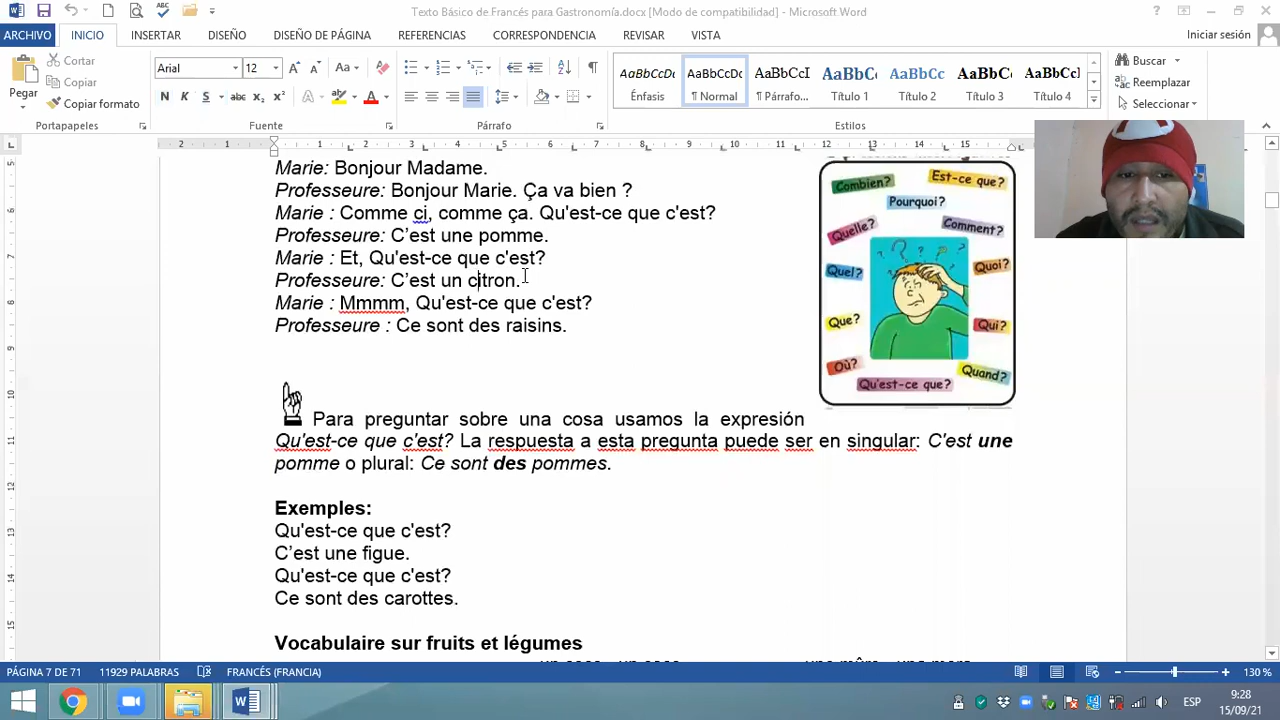 Texto Básico de Francés para Gastronomía.docx [Modo de compatibilidad] - Microsoft Word
ARCHIVO INICIO INSERTAR DISEÑO DISEÑO DE PÁGINA REFERENCIAS CORRESPONDENCIA REVISAR VISTA Iniciar sesión
Pegar
Cortar
Copiar
Copiar formato
Portapapeles
Arial 12
N K S abc x₂ x²
Fuente
Párrafo
AaBbCcDc AaBbCcDc AaBbCcI AaBbC AaBbCc AaBbCc AaBbCcl
Énfasis ¶ Normal ¶ Párrafo... Título 1 Título 2 Título 3 Título 4
Estilos
Buscar
Reemplazar
Seleccionar
Marie: Bonjour Madame.
Professeure: Bonjour Marie. Ça va bien ?
Marie : Comme ci, comme ça. Qu'est-ce que c'est?
Professeure: C’est une pomme.
Marie : Et, Qu'est-ce que c'est?
Professeure: C’est un citron.
Marie : Mmmm, Qu'est-ce que c'est?
Professeure : Ce sont des raisins.
Combien? Est-ce que?
Pourquoi?
Quelle? Comment?
Quel? Quoi?
Que? Qui?
Où? Quand?
Qu'est-ce que?
Para preguntar sobre una cosa usamos la expresión
Qu'est-ce que c'est? La respuesta a esta pregunta puede ser en singular: C'est une
pomme o plural: Ce sont des pommes.
Exemples:
Qu'est-ce que c'est?
C’est une figue.
Qu'est-ce que c'est?
Ce sont des carottes.
Vocabulaire sur fruits et légumes
PÁGINA 7 DE 71 11929 PALABRAS FRANCÉS (FRANCIA) 130 %
ESP
9:28
15/09/21